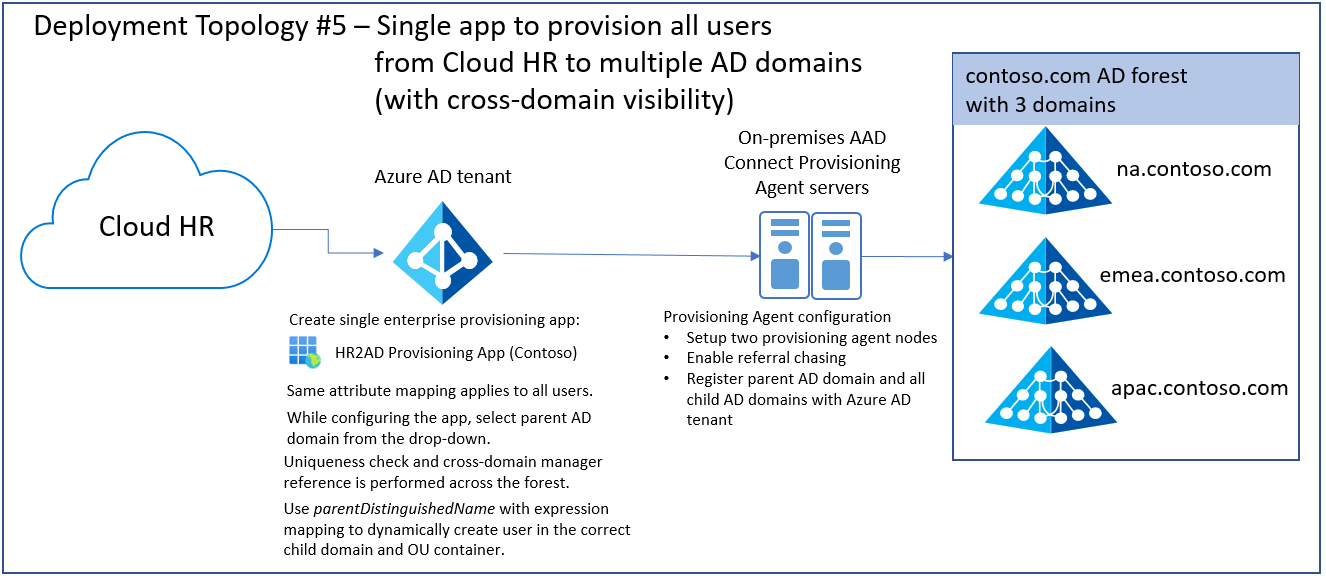 Deployment Topology #5 – Single app to provision all users
from Cloud HR to multiple AD domains
(with cross-domain visibility)
Cloud HR
Azure AD tenant
Create single enterprise provisioning app:
HR2AD Provisioning App (Contoso)
Same attribute mapping applies to all users.
While configuring the app, select parent AD
domain from the drop-down.
Uniqueness check and cross-domain manager
reference is performed across the forest.
Use parentDistinguishedName with expression
mapping to dynamically create user in the correct
child domain and OU container.
On-premises AAD
Connect Provisioning
Agent servers
Provisioning Agent configuration
• Setup two provisioning agent nodes
• Enable referral chasing
• Register parent AD domain and all
child AD domains with Azure AD
tenant
contoso.com AD forest
with 3 domains
na.contoso.com
emea.contoso.com
apac.contoso.com